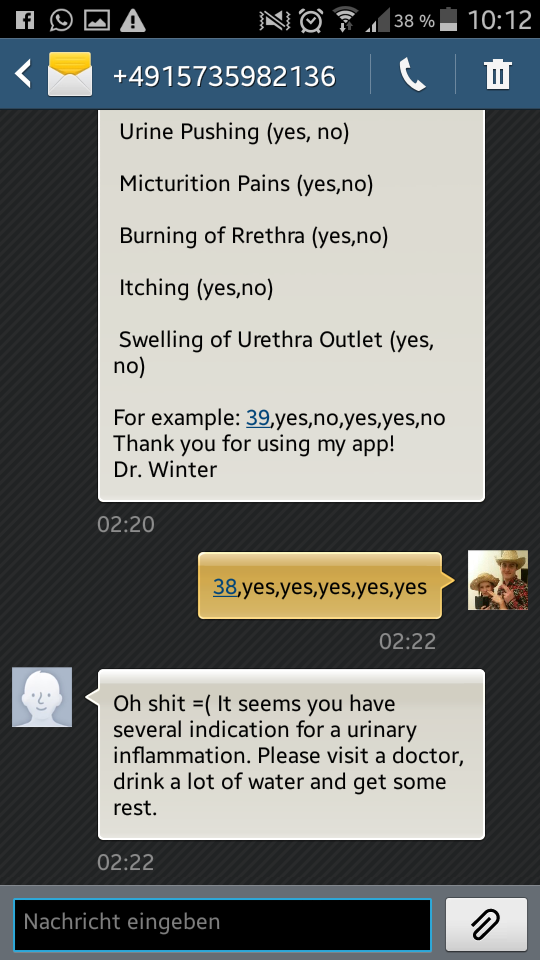 38 % 10:12
+4915735982136
Urine Pushing (yes, no)
Micturition Pains (yes,no)
Burning of Rrethra (yes,no)
Itching (yes,no)
Swelling of Urethra Outlet (yes,
no)
For example: 39,yes,no,yes,yes,no
Thank you for using my app!
Dr. Winter
02:20
38,yes,yes,yes,yes,yes
02:22
Oh shit =( It seems you have
several indication for a urinary
inflammation. Please visit a doctor,
drink a lot of water and get some
rest.
02:22
Nachricht eingeben